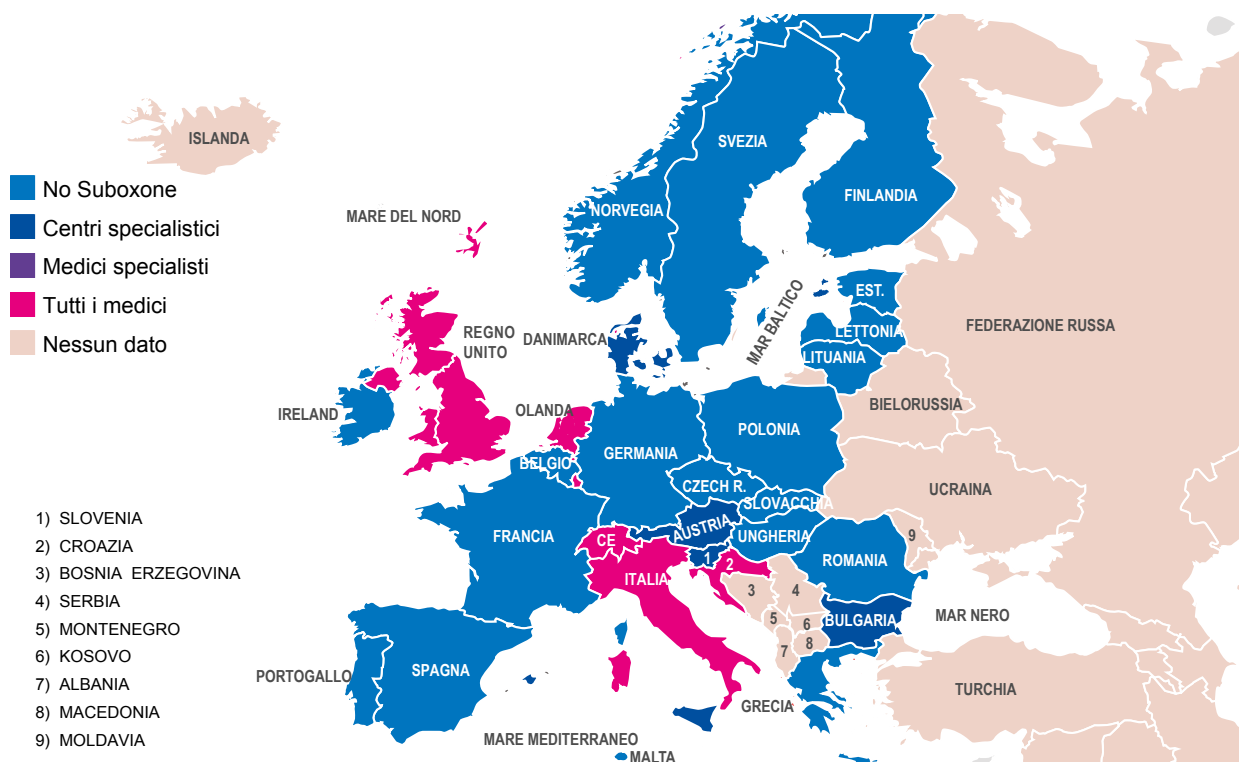 ISLANDA
No Suboxone
Centri specialistici
Medici specialisti
Tutti i medici
Nessun dato
MARE DEL NORD
SVEZIA
NORVEGIA
FINLANDIA
REGNO
UNITO
DANIMARCA
MAR BALTICO
EST.
LETTONIA
LITUANIA
FEDERAZIONE RUSSA
BIELORUSSIA
IRELAND
OLANDA
BELGIO
GERMANIA
POLONIA
CZECH R.
SLOVACCHIA
UCRAINA
FRANCIA
CE
AUSTRIA
UNGHERIA
ROMANIA
ITALIA
1
2
3
4
5
6
7
8
9
BULGARIA
MAR NERO
PORTOGALLO
SPAGNA
GRECIA
TURCHIA
MARE MEDITERRANEO
MALTA
1) SLOVENIA
2) CROAZIA
3) BOSNIA ERZEGOVINA
4) SERBIA
5) MONTENEGRO
6) KOSOVO
7) ALBANIA
8) MACEDONIA
9) MOLDAVIA